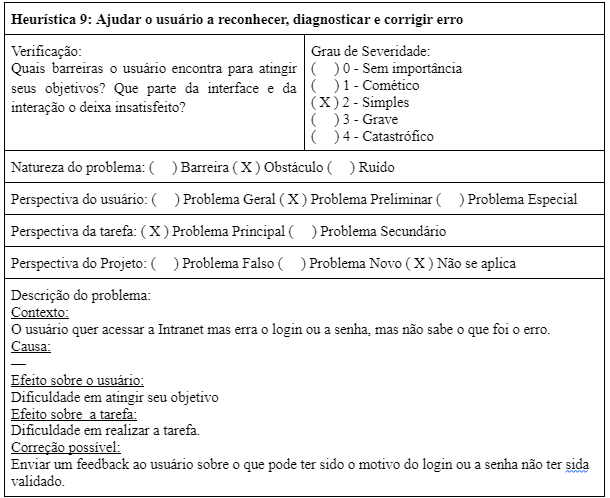 Heurística 9: Ajudar o usuário a reconhecer, diagnosticar e corrigir erro
Verificação:
Quais barreiras o usuário encontra para atingir
seus objetivos? Que parte da interface e da
interação o deixa insatisfeito?
Grau de Severidade:
(    ) 0 - Sem importância
(    ) 1 - Comético
( X ) 2 - Simples
(    ) 3 - Grave
(    ) 4 - Catastrófico
Natureza do problema: (    ) Barreira ( X ) Obstáculo (    ) Ruído
Perspectiva do usuário: (    ) Problema Geral ( X ) Problema Preliminar (    ) Problema Especial
Perspectiva da tarefa: ( X ) Problema Principal (    ) Problema Secundário
Perspectiva do Projeto: (    ) Problema Falso (    ) Problema Novo ( X ) Não se aplica
Descrição do problema:
Contexto:
O usuário quer acessar a Intranet mas erra o login ou a senha, mas não sabe o que foi o erro.
Causa:
—
Efeito sobre o usuário:
Dificuldade em atingir seu objetivo
Efeito sobre  a tarefa:
Dificuldade em realizar a tarefa.
Correção possível:
Enviar um feedback ao usuário sobre o que pode ter sido o motivo do login ou a senha não ter sida
validado.